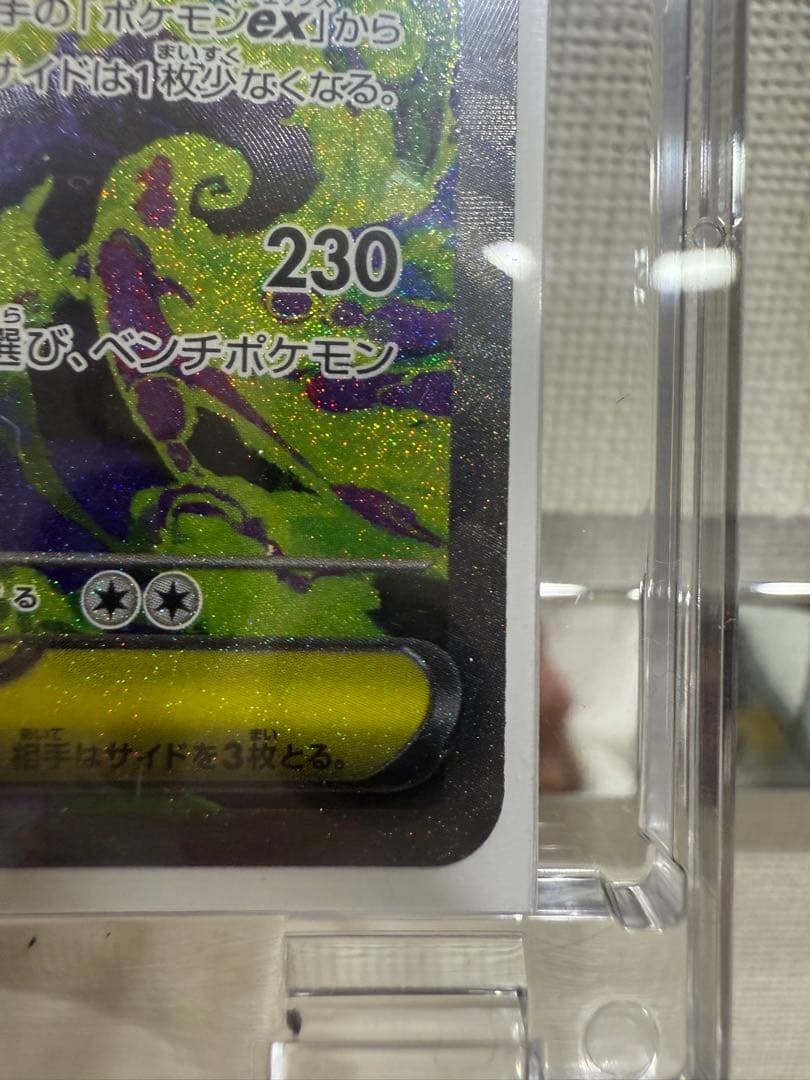 手の「ポケモンex」から
サイドは1枚少なくなる。
230
選び、ベンチポケモン
る
相手はサイドを3枚とる。